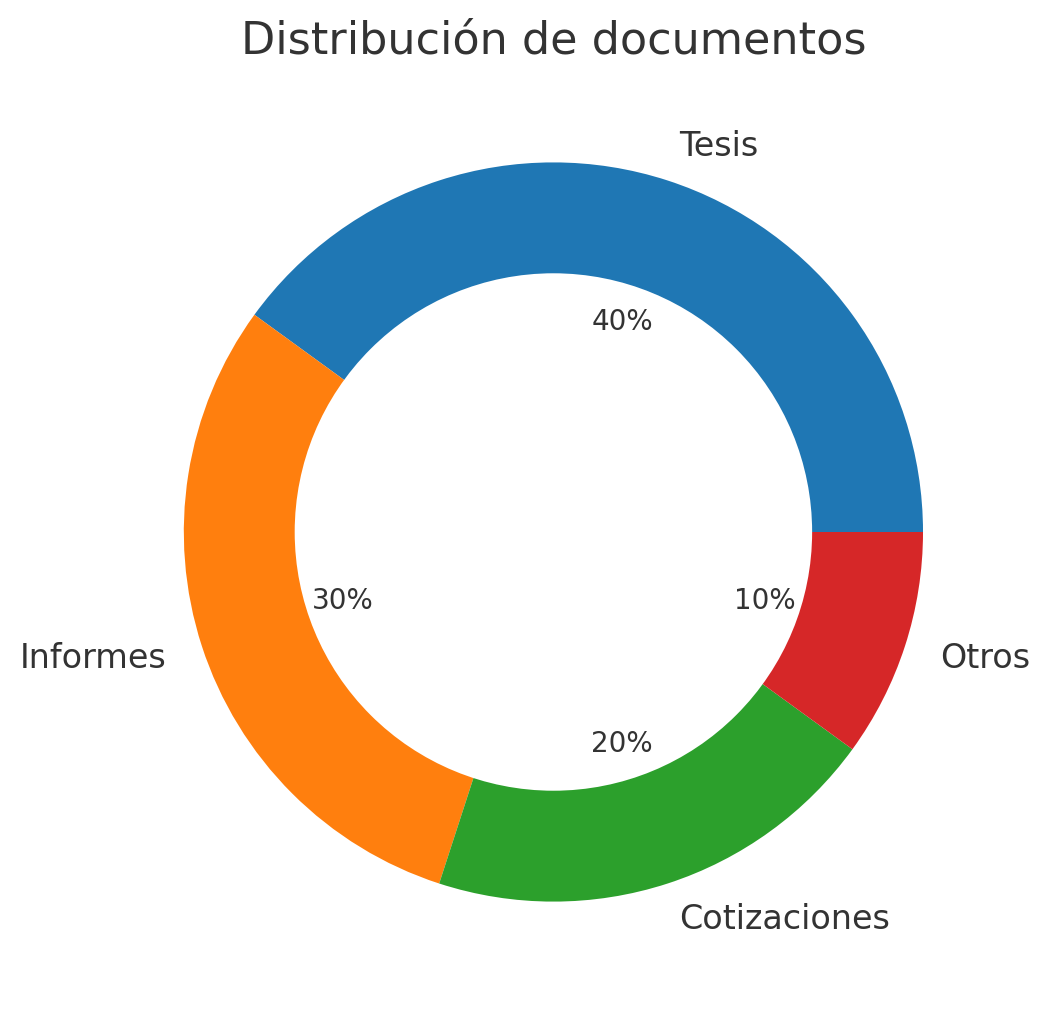 Distribución de documentos
Tesis
40%
30%
10%
Informes
Otros
20%
Cotizaciones